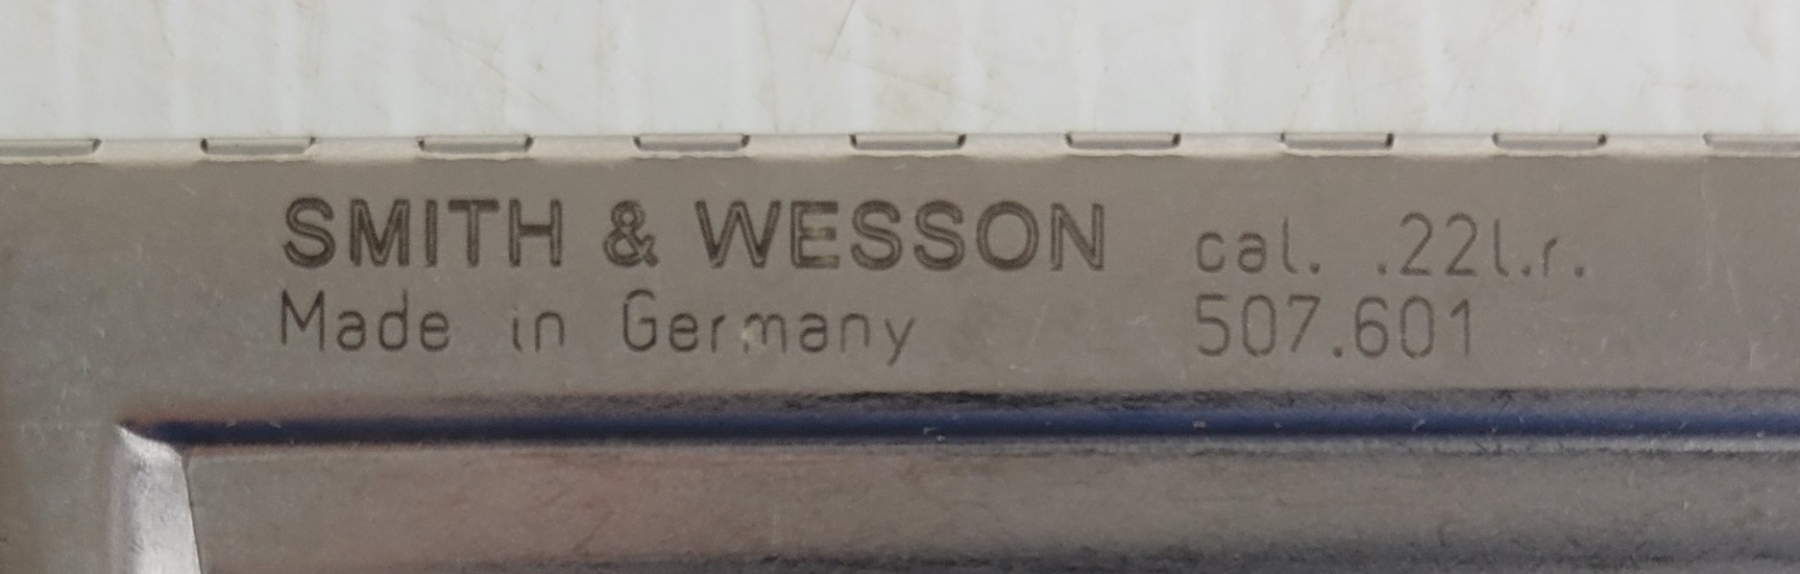 SMITH & WESSON cal. .22l.r.
Made in Germany 507.601